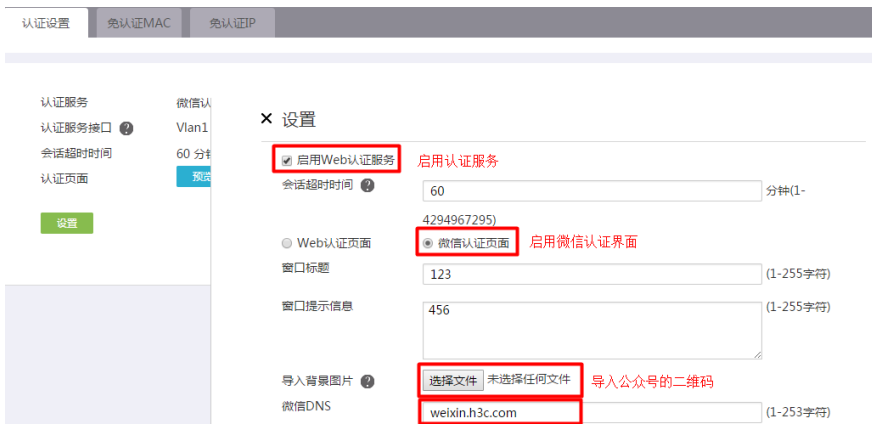 认证设置 免认证MAC 免认证IP
认证服务 微信认
认证服务接口 ? Vlan1
会话超时时间 60 分钟
认证页面 预览
设置
× 设置
启用Web认证服务 启用认证服务
会话超时时间 ? 60 分钟(1-
4294967295)
Web认证页面 微信认证页面 启用微信认证界面
窗口标题 123 (1-255字符)
窗口提示信息 456 (1-255字符)
导入背景图片 ? 选择文件 未选择任何文件 导入公众号的二维码
微信DNS weixin.h3c.com (1-253字符)